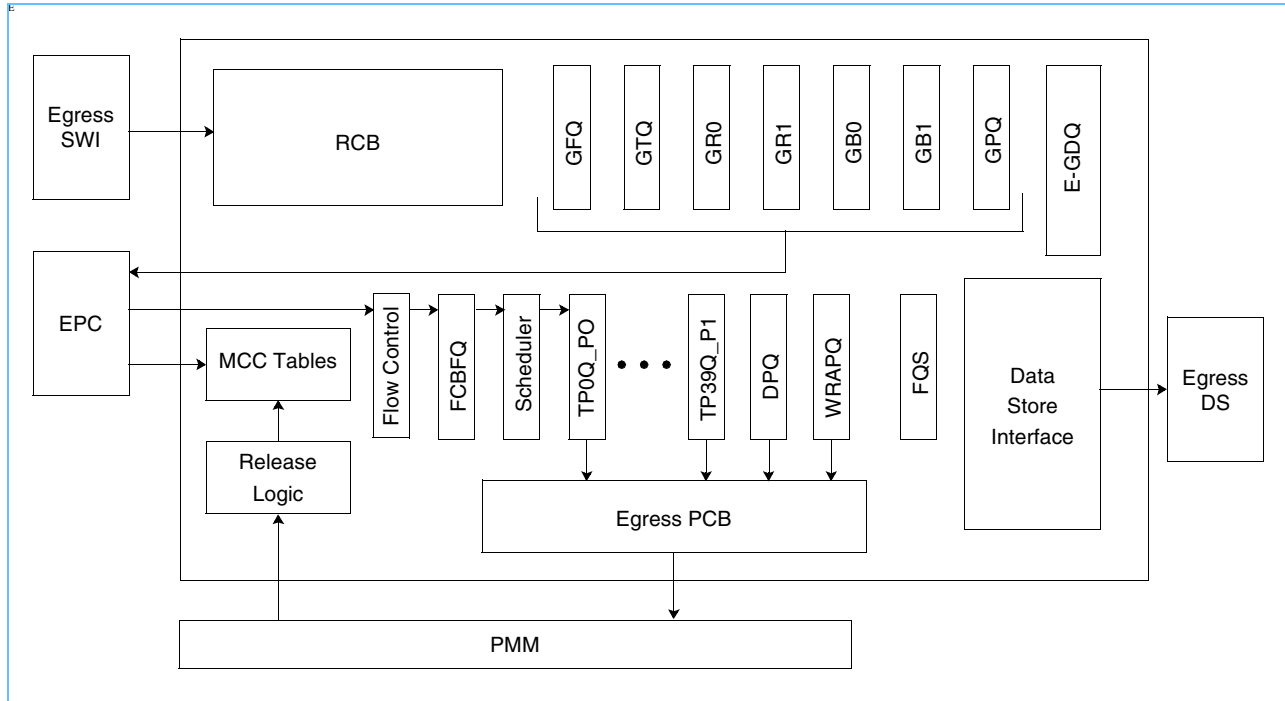 E
Egress
SWI
RCB
GFQ
GTQ
GR0
GR1
GB0
GB1
GPQ
E-GDQ
EPC
MCC Tables
Flow Control
FCBFQ
Scheduler
TP0Q_PO
TP39Q_P1
DPQ
WRAPQ
FQS
Data
Store
Interface
Egress
DS
Release
Logic
Egress PCB
PMM